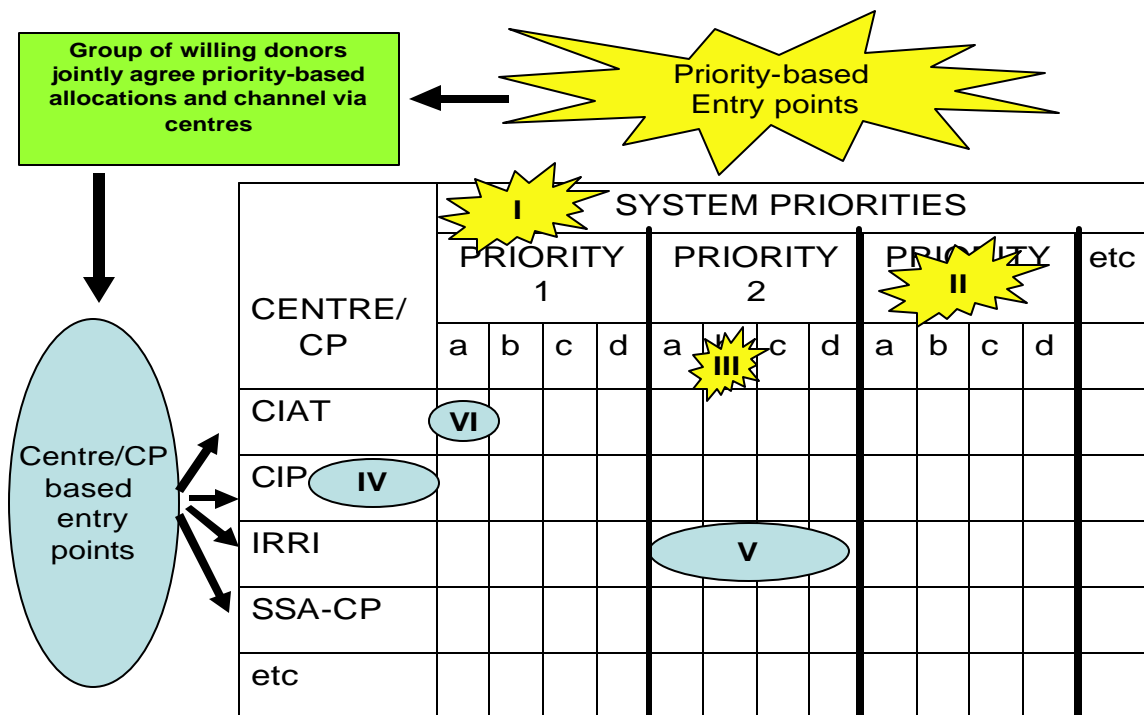 Group of willing donors
jointly agree priority-based
allocations and channel via
centres
Priority-based
Entry points
I
SYSTEM PRIORITIES
PRIORITY
1
PRIORITY
2
II
etc
CENTRE/
CP
a b c d a c d a b c d
III
CIAT
VI
CIP
IV
IRRI
V
SSA-CP
etc
Centre/CP
based
entry
points